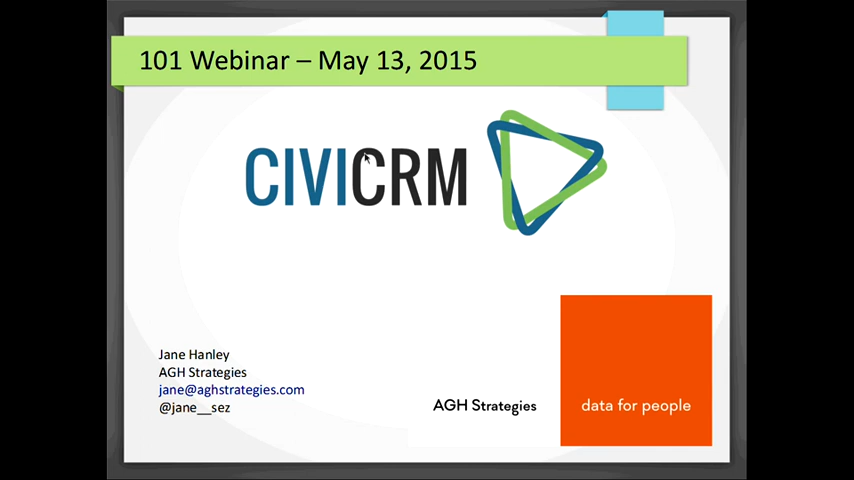 101 Webinar – May 13, 2015
CIVICRM
Jane Hanley
AGH Strategies
jane@aghstrategies.com
@jane__sez
AGH Strategies
data for people